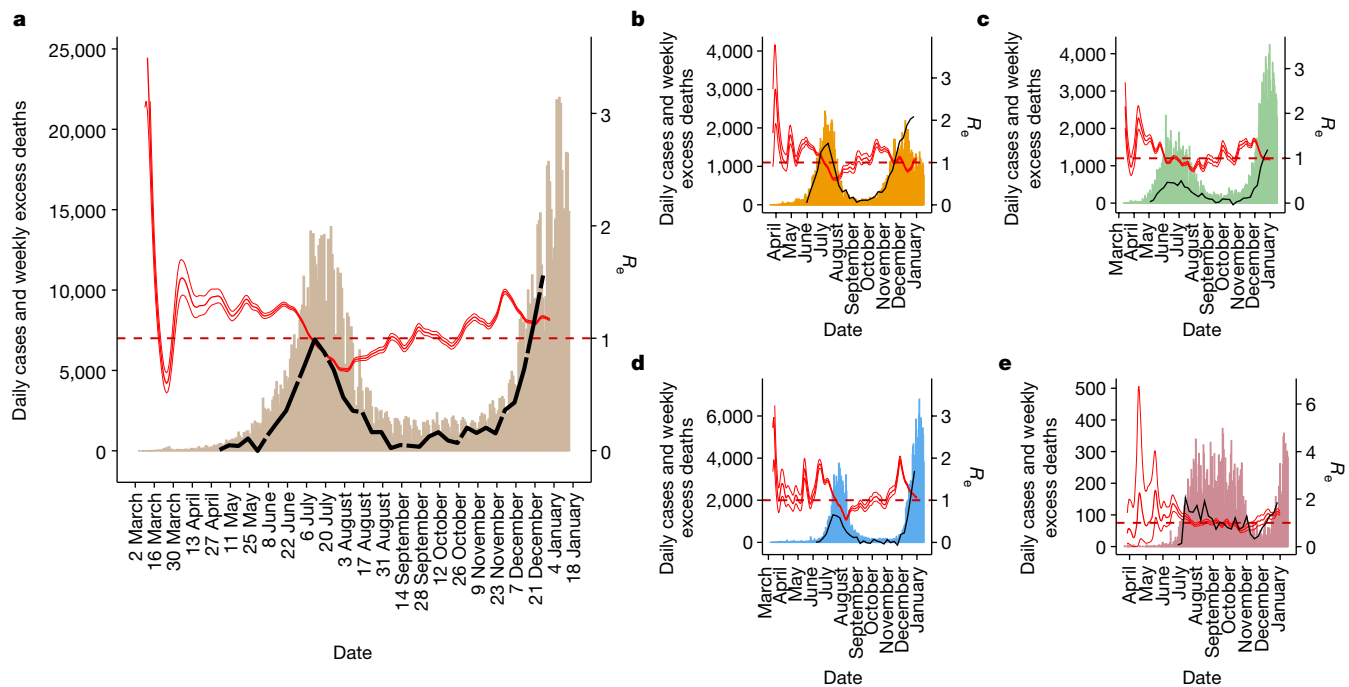 a
25,000
20,000
15,000
10,000
5,000
0
Daily cases and weekly excess deaths
3
2
1
0
Re
2 March
16 March
30 March
13 April
27 April
11 May
25 May
8 June
22 June
6 July
20 July
3 August
17 August
31 August
14 September
28 September
12 October
26 October
9 November
23 November
7 December
21 December
4 January
18 January
Date
b
4,000
3,000
2,000
1,000
0
Daily cases and weekly
excess deaths
3
2
1
0
Re
April
May
June
July
August
September
October
November
December
January
Date
c
4,000
3,000
2,000
1,000
0
Daily cases and weekly
excess deaths
3
2
1
0
Re
March
April
May
June
July
August
September
October
November
December
January
Date
d
6,000
4,000
2,000
0
Daily cases and weekly
excess deaths
3
2
1
0
Re
March
April
May
June
July
August
September
October
November
December
January
Date
e
500
400
300
200
100
0
Daily cases and weekly
excess deaths
6
4
2
0
Re
April
May
June
July
August
September
October
November
December
January
Date